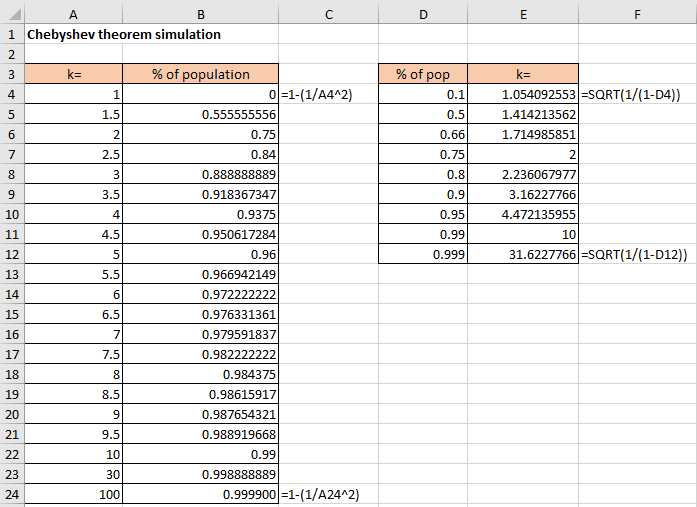 A B C D E F
1 Chebyshev theorem simulation
2
3 k= % of population % of pop k=
4 1 0 =1-(1/A4^2) 0.1 1.054092553 =SQRT(1/(1-D4))
5 1.5 0.555555556 0.5 1.414213562
6 2 0.75 0.66 1.714985851
7 2.5 0.84 0.75 2
8 3 0.888888889 0.8 2.236067977
9 3.5 0.918367347 0.9 3.16227766
10 4 0.9375 0.95 4.472135955
11 4.5 0.950617284 0.99 10
12 5 0.96 0.999 31.6227766 =SQRT(1/(1-D12))
13 5.5 0.966942149
14 6 0.972222222
15 6.5 0.976331361
16 7 0.979591837
17 7.5 0.982222222
18 8 0.984375
19 8.5 0.98615917
20 9 0.987654321
21 9.5 0.988919668
22 10 0.99
23 30 0.998888889
24 100 0.999900 =1-(1/A24^2)